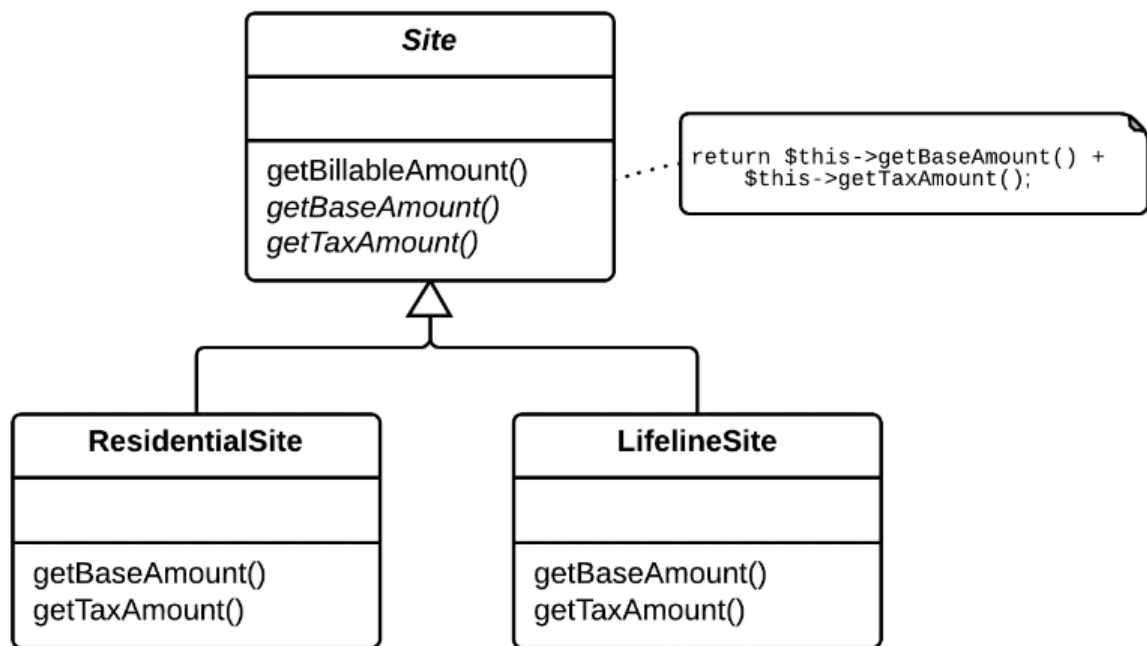 Site
getBillableAmount()
getBaseAmount()
getTaxAmount()
return $this->getBaseAmount() +
$this->getTaxAmount();
ResidentialSite
getBaseAmount()
getTaxAmount()
LifelineSite
getBaseAmount()
getTaxAmount()